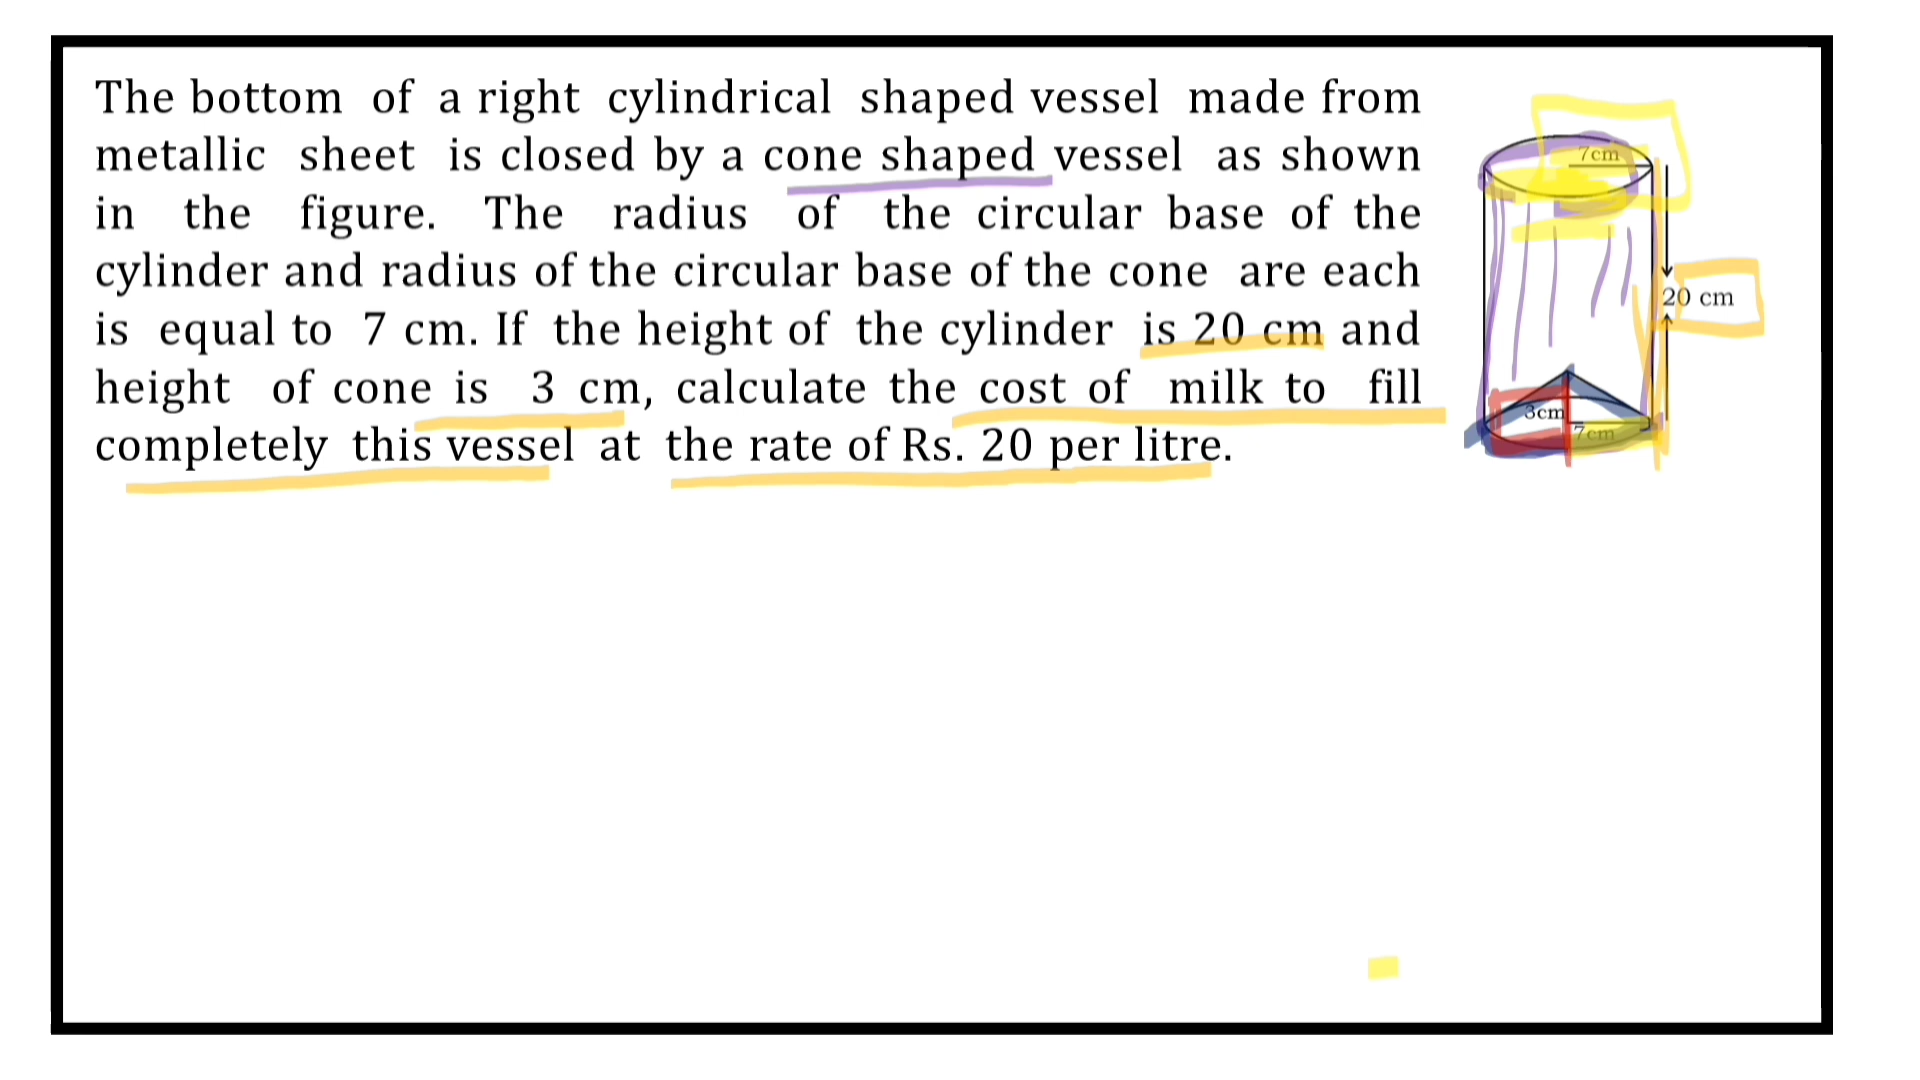 The bottom of a right cylindrical shaped vessel made from
metallic sheet is closed by a cone shaped vessel as shown
in the figure. The radius of the circular base of the
cylinder and radius of the circular base of the cone are each
is equal to 7 cm. If the height of the cylinder is 20 cm and
height of cone is 3 cm, calculate the cost of milk to fill
completely this vessel at the rate of Rs. 20 per litre.
7cm
20 cm
3cm
7cm